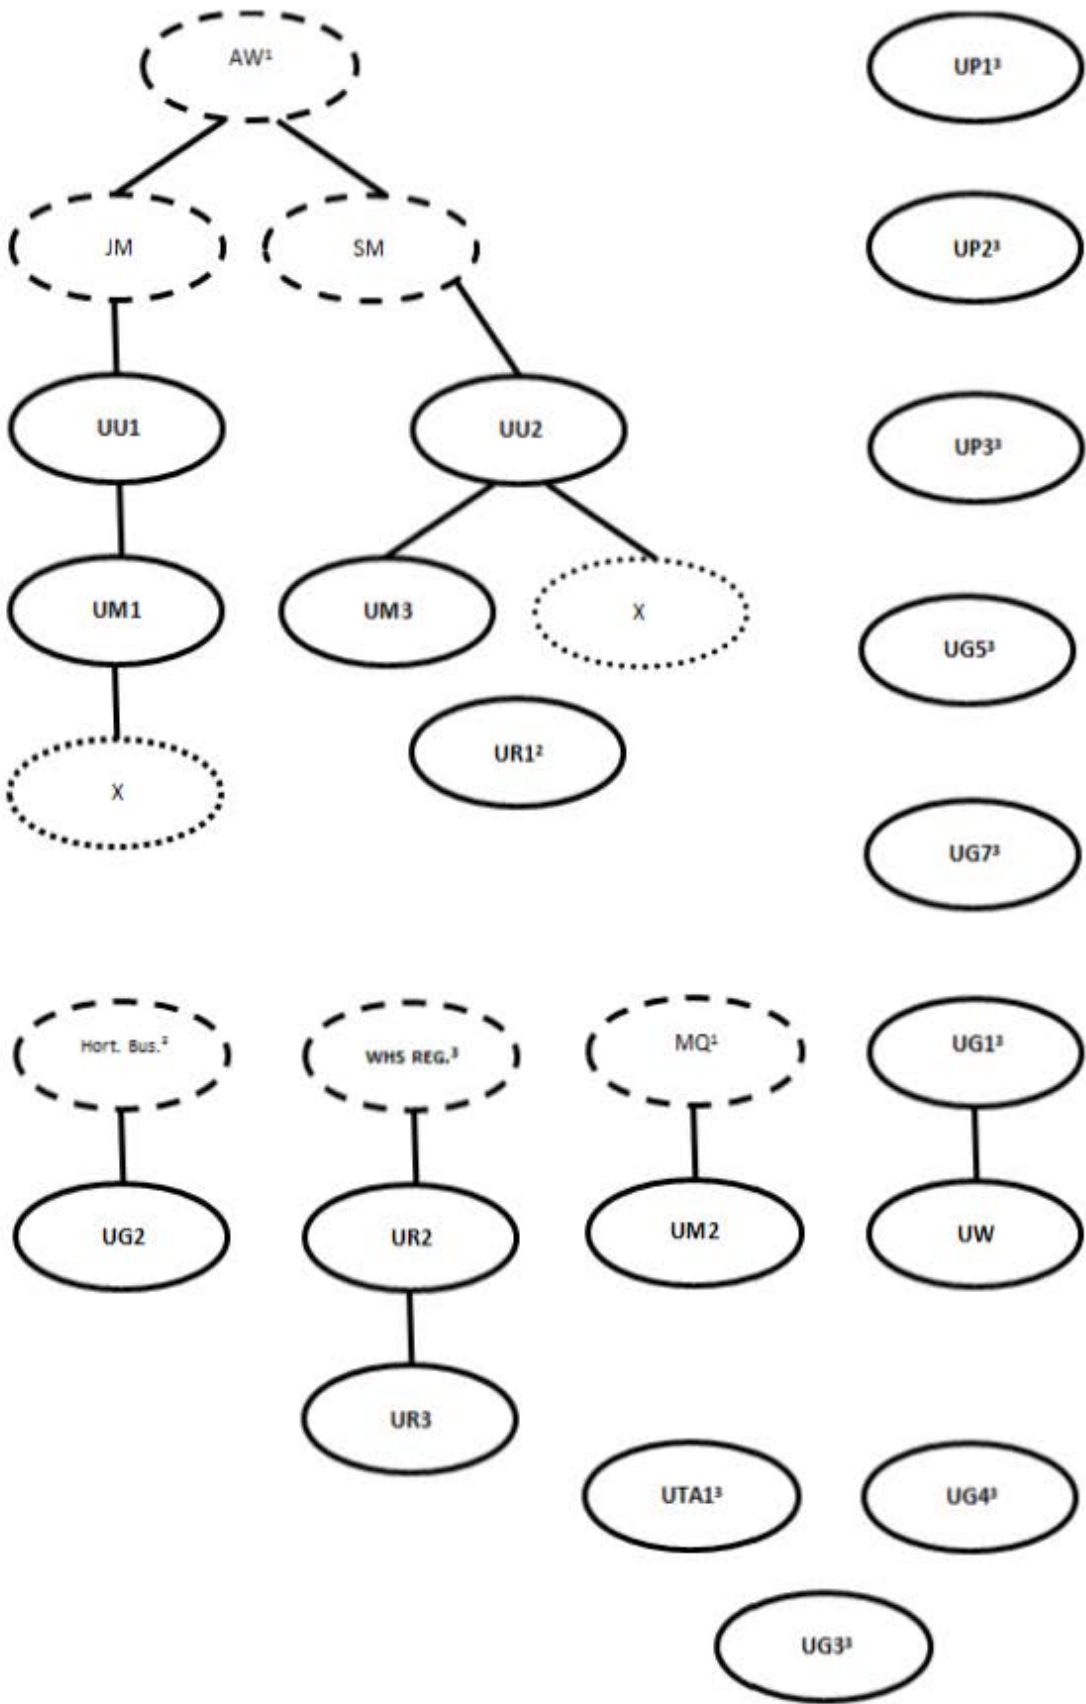 AW¹
UP1³
JM
SM
UP2³
UU1
UU2
UP3³
UM1
UM3
X
UG5³
UR1²
X
UG7³
Hort. Bus.²
WHS REG.³
MQ¹
UG1³
UG2
UR2
UM2
UW
UR3
UTA1³
UG4³
UG3³